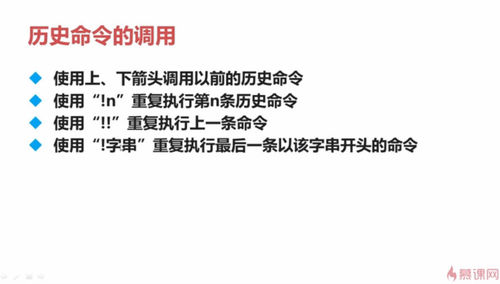 历史命令的调用
使用上、下箭头调用以前的历史命令
使用“!n”重复执行第n条历史命令
使用“!!”重复执行上一条命令
使用“!字串”重复执行最后一条以该字串开头的命令
慕课网